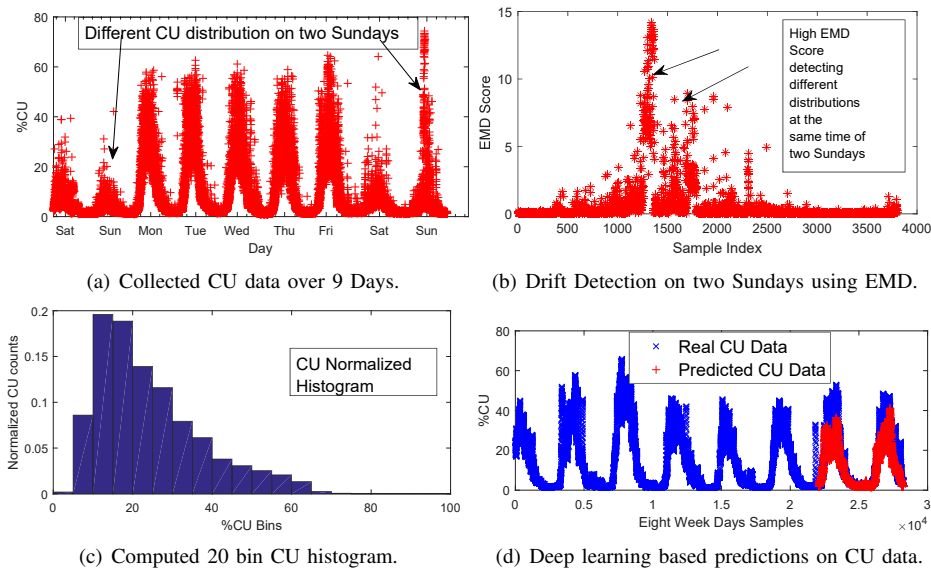 Different CU distribution on two Sundays
%CU
80
60
40
20
0
Sat Sun Mon Tue Wed Thu Fri Sat Sun
Day
(a) Collected CU data over 9 Days.
High EMD
Score
detecting
different
distributions
at the
same time of
two Sundays
EMD Score
15
10
5
0
0 500 1000 1500 2000 2500 3000 3500 4000
Sample Index
(b) Drift Detection on two Sundays using EMD.
CU Normalized
Histogram
Normalized CU counts
0.2
0.15
0.1
0.05
0
0 20 40 60 80 100
%CU Bins
(c) Computed 20 bin CU histogram.
Real CU Data
Predicted CU Data
%CU
80
60
40
20
0
0 0.5 1 1.5 2 2.5 3
Eight Week Days Samples
×10^4
(d) Deep learning based predictions on CU data.